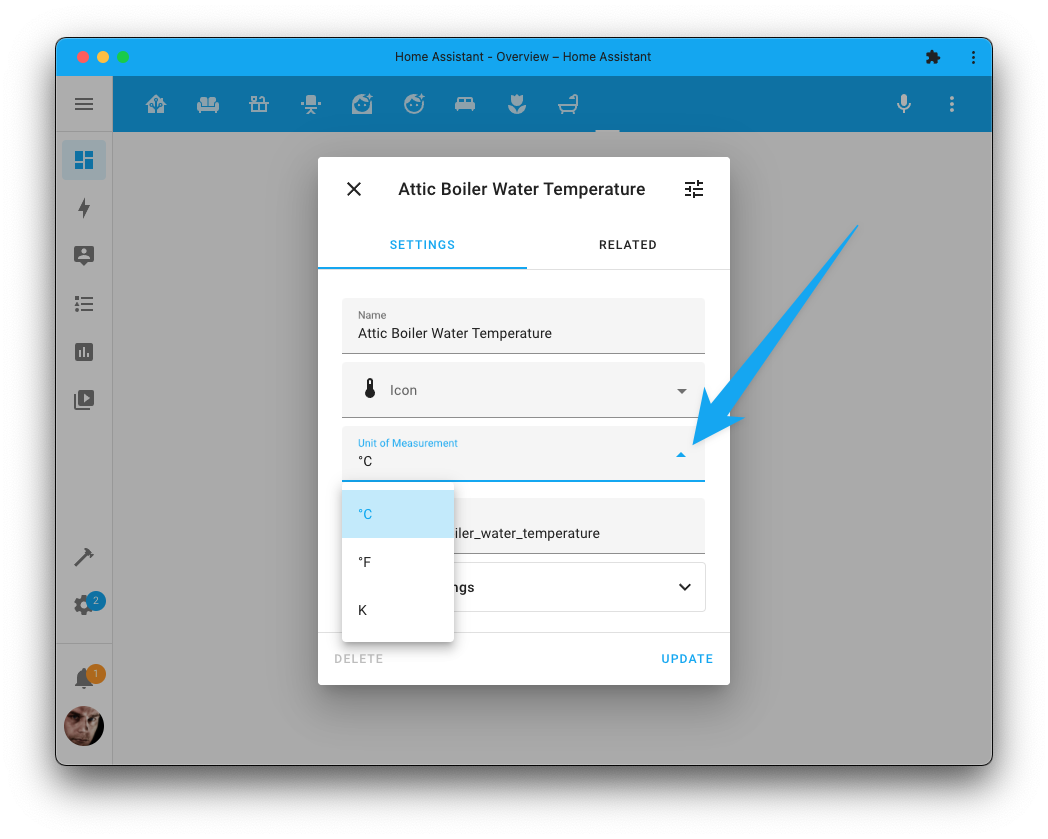 Home Assistant - Overview – Home Assistant
Attic Boiler Water Temperature
SETTINGS
RELATED
Name
Attic Boiler Water Temperature
Icon
Unit of Measurement
°C
°C
iler_water_temperature
°F
ngs
K
2
DELETE
UPDATE
1